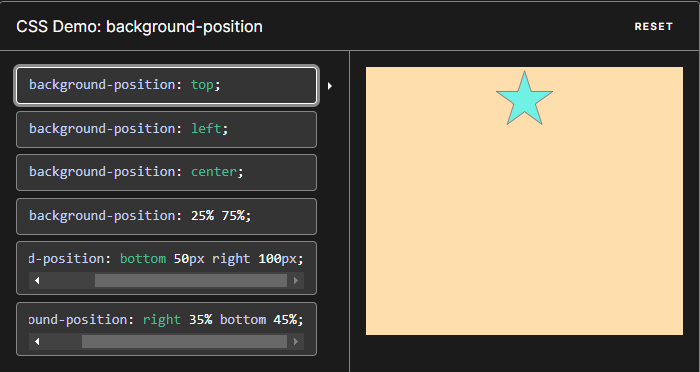 CSS Demo: background-position
RESET
background-position: top;
background-position: left;
background-position: center;
background-position: 25% 75%;
d-position: bottom 50px right 100px;
ound-position: right 35% bottom 45%;